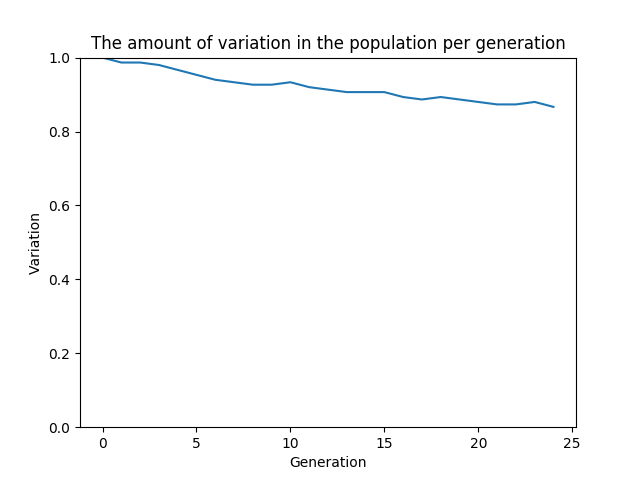 The amount of variation in the population per generation
1.0
0.8
0.6
0.4
0.2
0.0
Variation
0 5 10 15 20 25
Generation